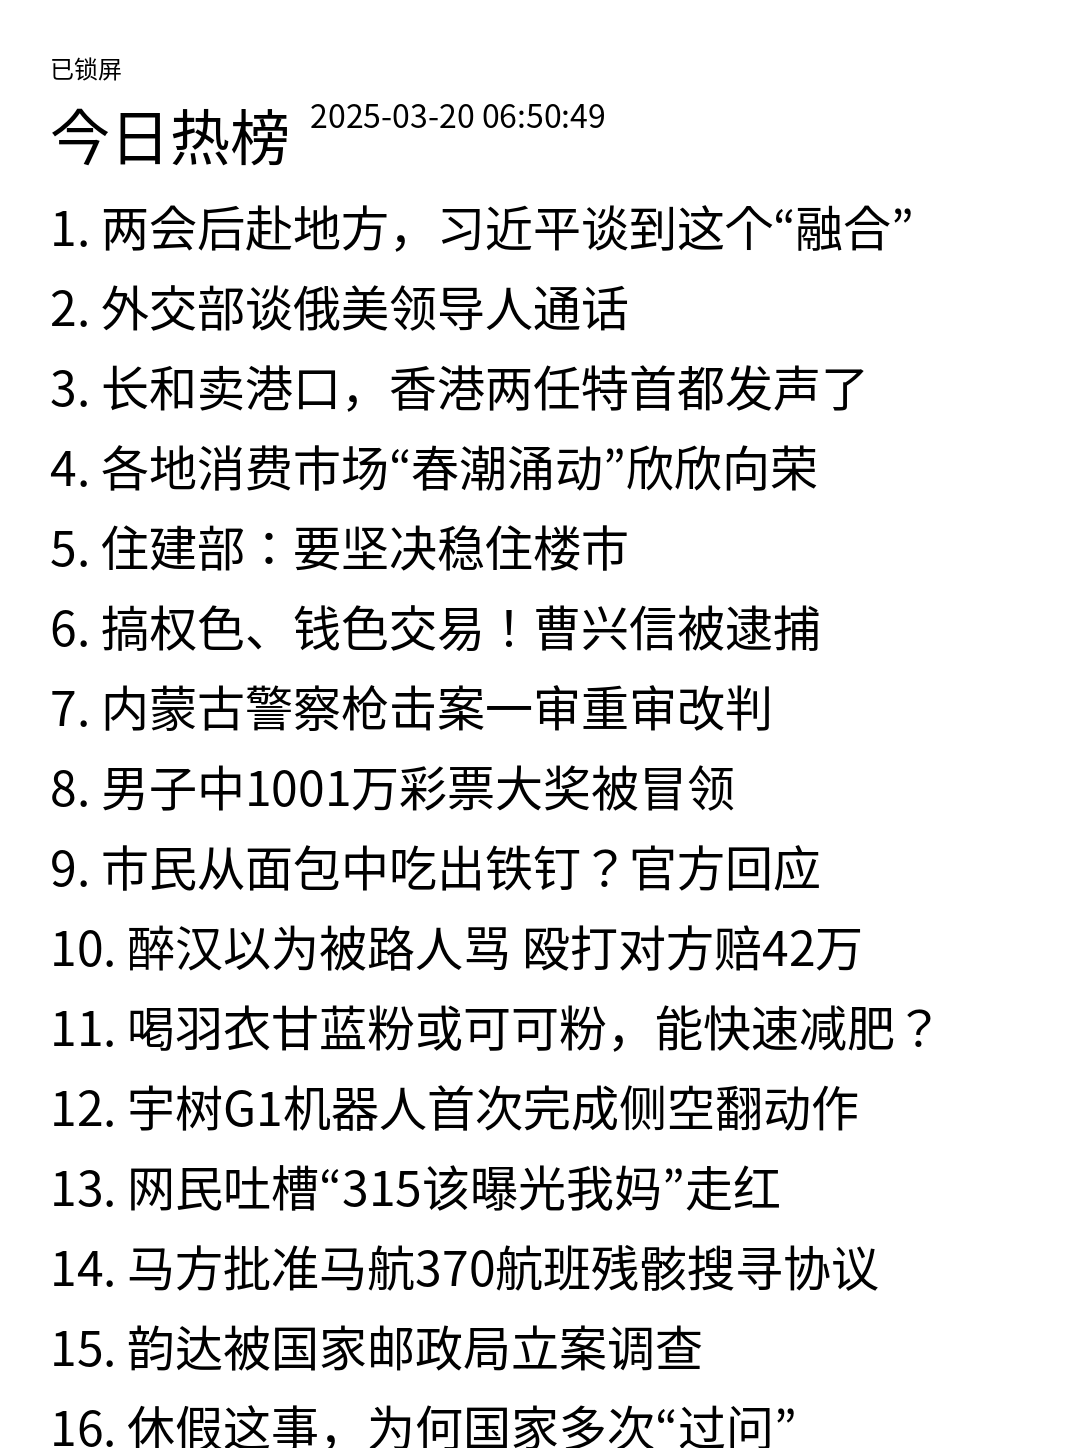 已锁屏
今日热榜 2025-03-20 06:50:49
1. 两会后赴地方，习近平谈到这个“融合”
2. 外交部谈俄美领导人通话
3. 长和卖港口，香港两任特首都发声了
4. 各地消费市场“春潮涌动”欣欣向荣
5. 住建部：要坚决稳住楼市
6. 搞权色、钱色交易！曹兴信被逮捕
7. 内蒙古警察枪击案一审重审改判
8. 男子中1001万彩票大奖被冒领
9. 市民从面包中吃出铁钉？官方回应
10. 醉汉以为被路人骂 殴打对方赔42万
11. 喝羽衣甘蓝粉或可可粉，能快速减肥？
12. 宇树G1机器人首次完成侧空翻动作
13. 网民吐槽“315该曝光我妈”走红
14. 马方批准马航370航班残骸搜寻协议
15. 韵达被国家邮政局立案调查
16. 休假这事，为何国家多次“过问”